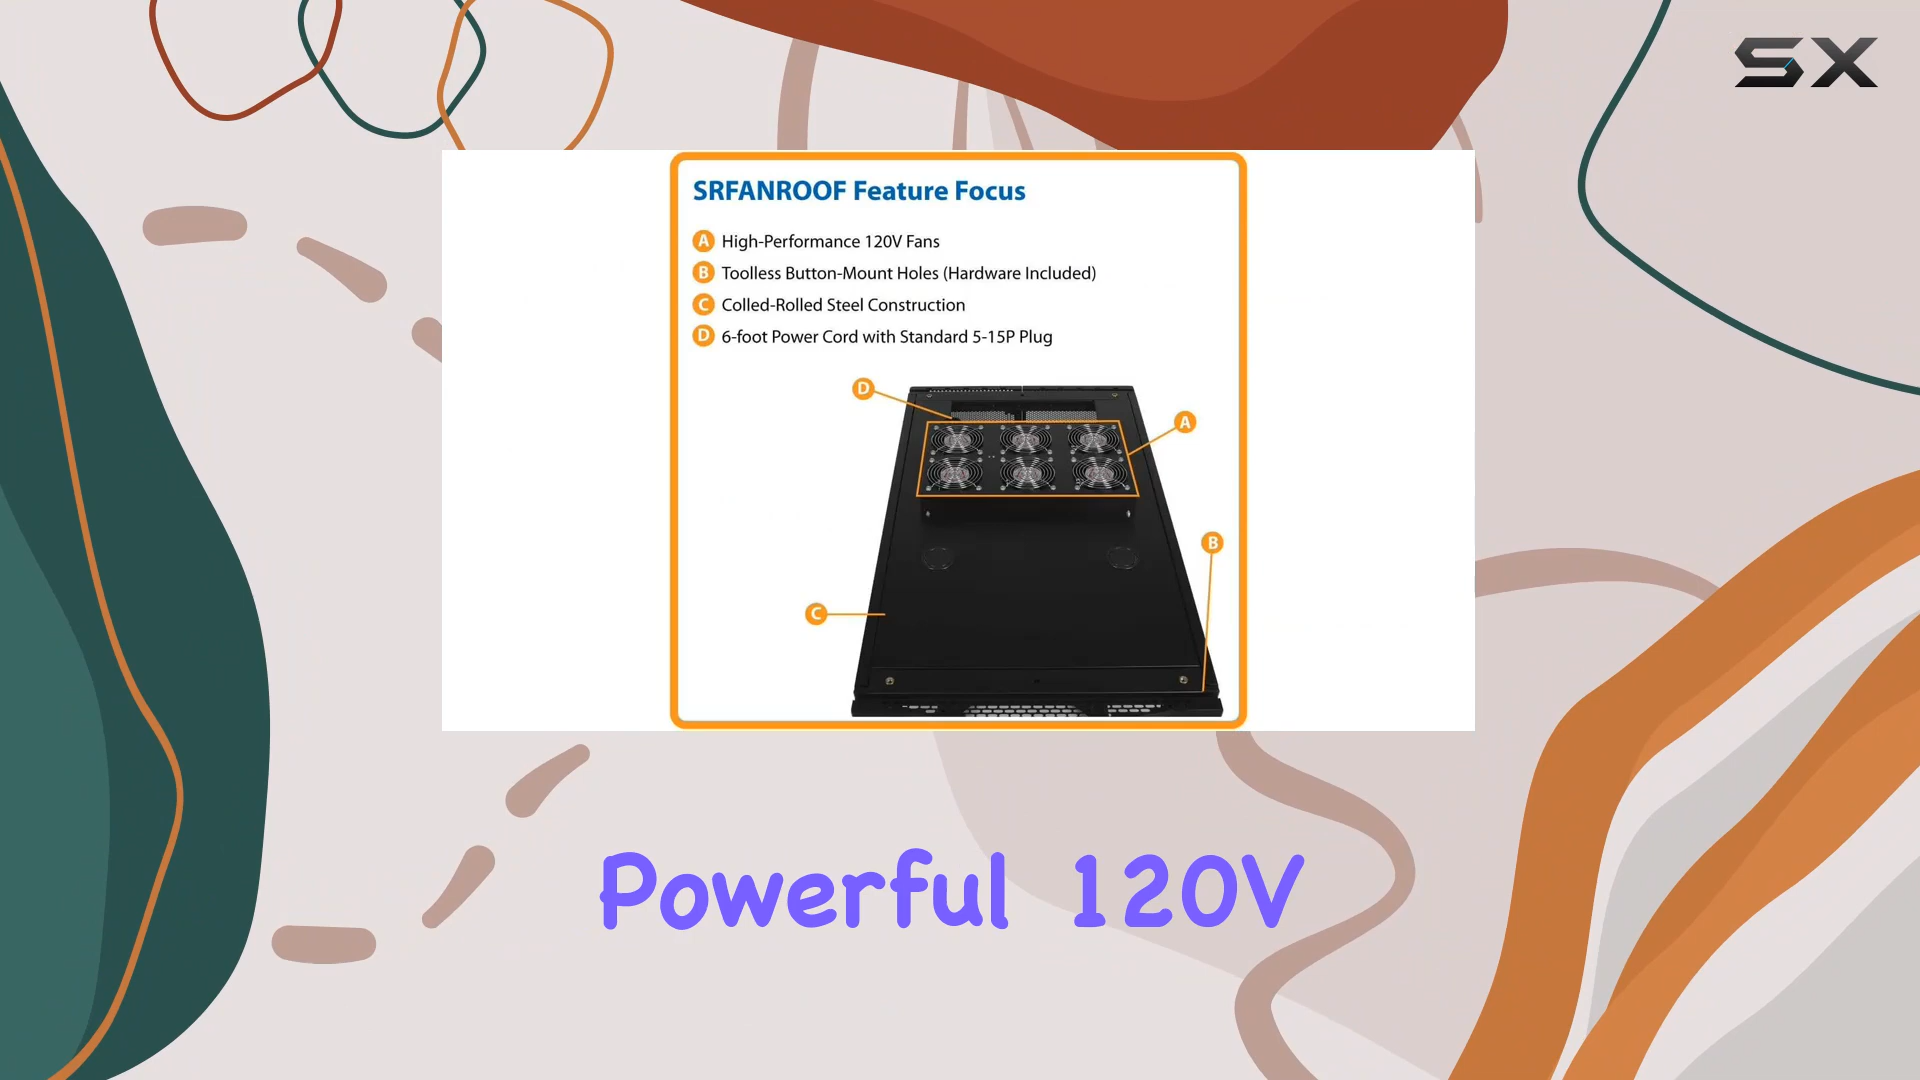 SX
SRFANROOF Feature Focus
A High-Performance 120V Fans
B Toolless Button-Mount Holes (Hardware Included)
C Colled-Rolled Steel Construction
D 6-foot Power Cord with Standard 5-15P Plug
D
A
B
C
Powerful 120V